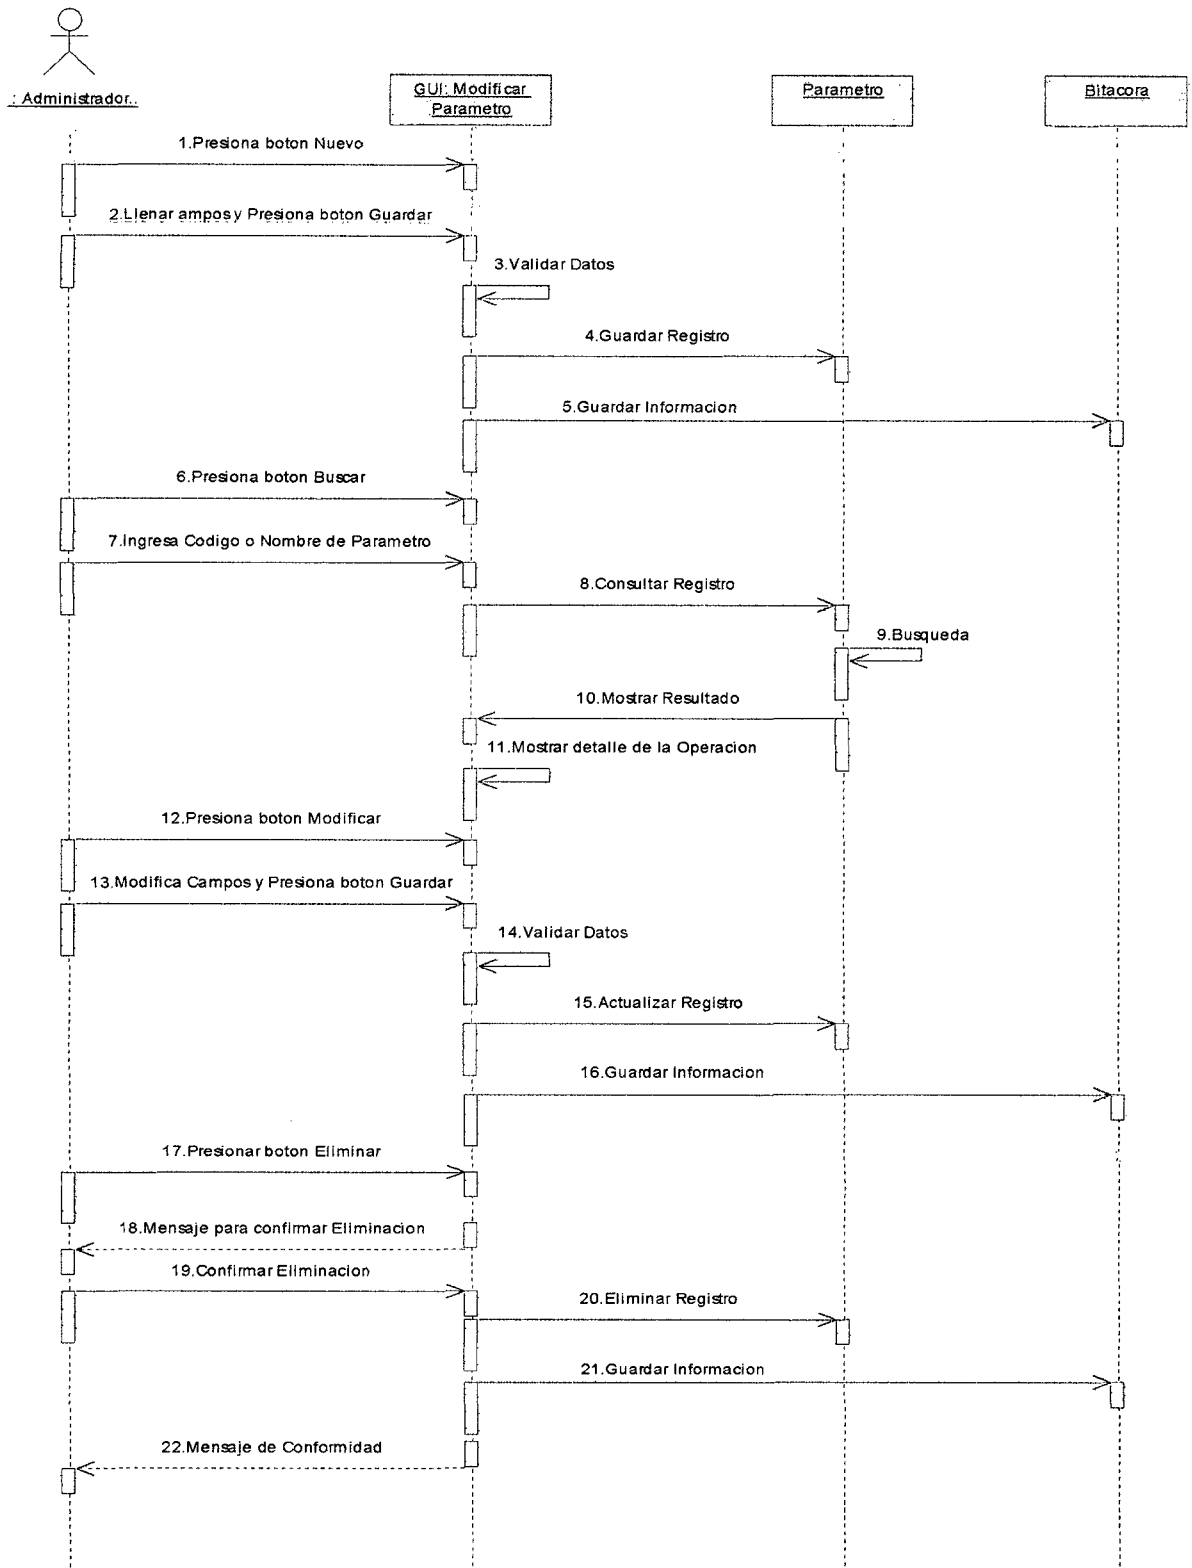 : Administrador..
GUI: Modificar
Parametro
Parametro
Bitacora
1.Presiona boton Nuevo
2.Llenar ampos y Presiona boton Guardar
3.Validar Datos
4.Guardar Registro
5.Guardar Informacion
6.Presiona boton Buscar
7.Ingresa Codigo o Nombre de Parametro
8.Consultar Registro
9.Busqueda
10.Mostrar Resultado
11.Mostrar detalle de la Operacion
12.Presiona boton Modificar
13.Modifica Campos y Presiona boton Guardar
14.Validar Datos
15.Actualizar Registro
16.Guardar Informacion
17.Presionar boton Eliminar
18.Mensaje para confirmar Eliminacion
19.Confirmar Eliminacion
20.Eliminar Registro
21.Guardar Informacion
22.Mensaje de Conformidad